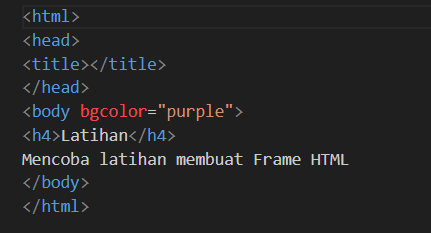 <html>
<head>
<title></title>
</head>
<body bgcolor="purple">
<h4>Latihan</h4>
Mencoba latihan membuat Frame HTML
</body>
</html>